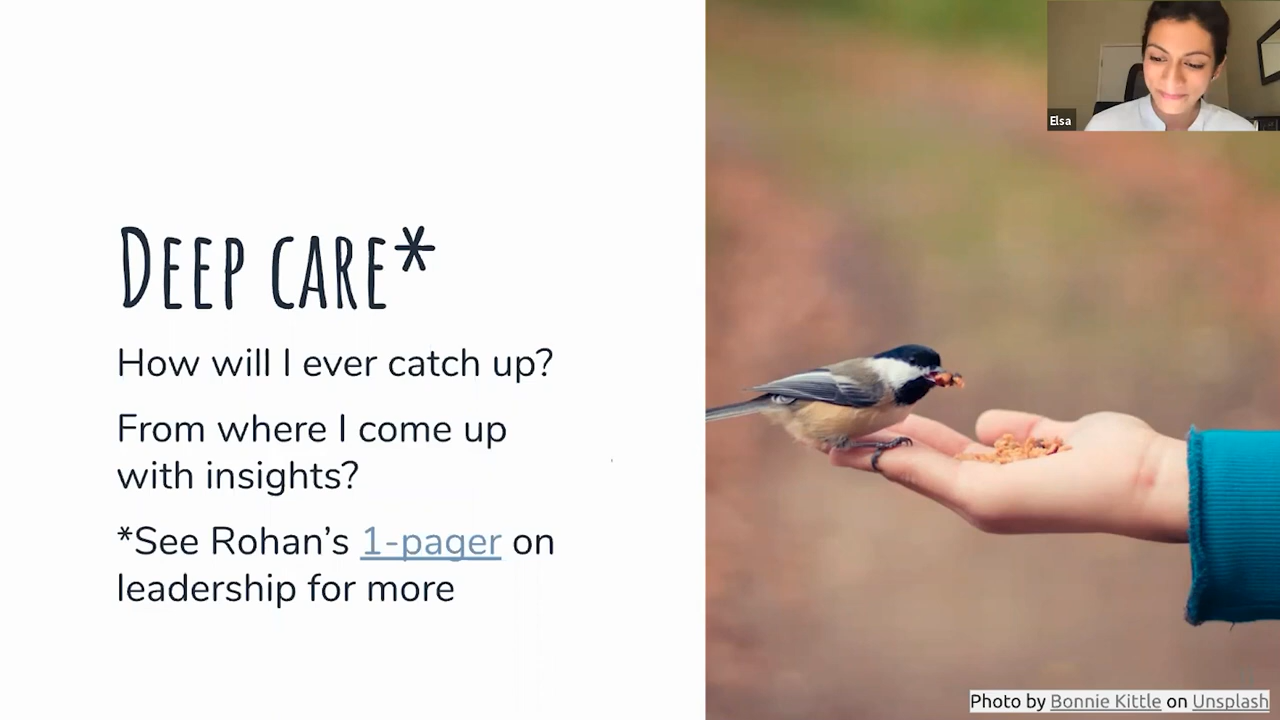 Elsa
DEEP CARE*
How will I ever catch up?
From where I come up
with insights?
*See Rohan's 1-pager on
leadership for more
Photo by Bonnie Kittle on Unsplash